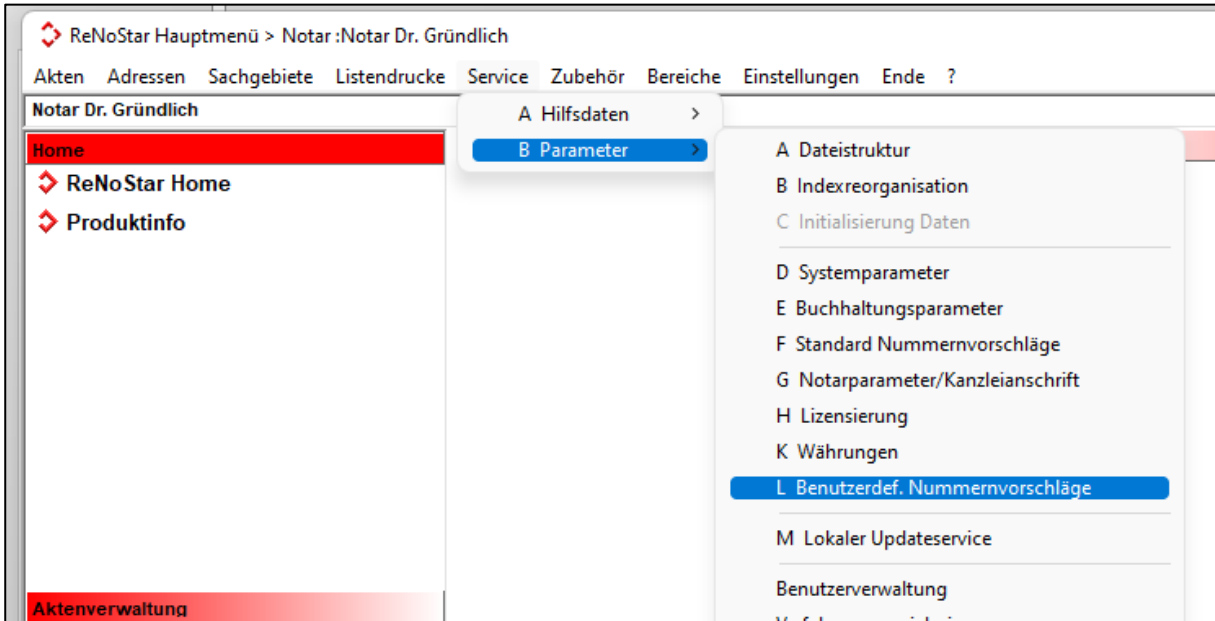 ReNoStar Hauptmenü > Notar :Notar Dr. Gründlich
Akten Adressen Sachgebiete Listendrucke Service Zubehör Bereiche Einstellungen Ende ?
Notar Dr. Gründlich
Home
ReNoStar Home
Produktinfo
Aktenverwaltung
A Hilfsdaten >
B Parameter >
A Dateistruktur
B Indexreorganisation
C Initialisierung Daten
D Systemparameter
E Buchhaltungsparameter
F Standard Nummernvorschläge
G Notarparameter/Kanzleianschrift
H Lizensierung
K Währungen
L Benutzerdef. Nummernvorschläge
M Lokaler Updateservice
Benutzerverwaltung